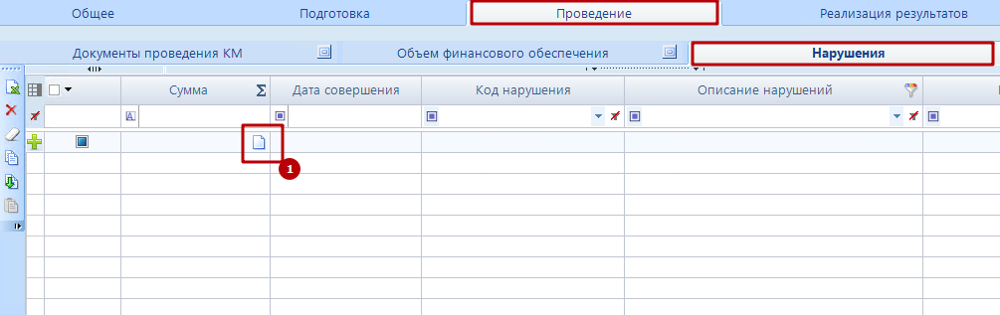 Общее Подготовка Проведение Реализация результатов
Документы проведения КМ Объем финансового обеспечения Нарушения
Сумма Σ Дата совершения Код нарушения Описание нарушений
A
1